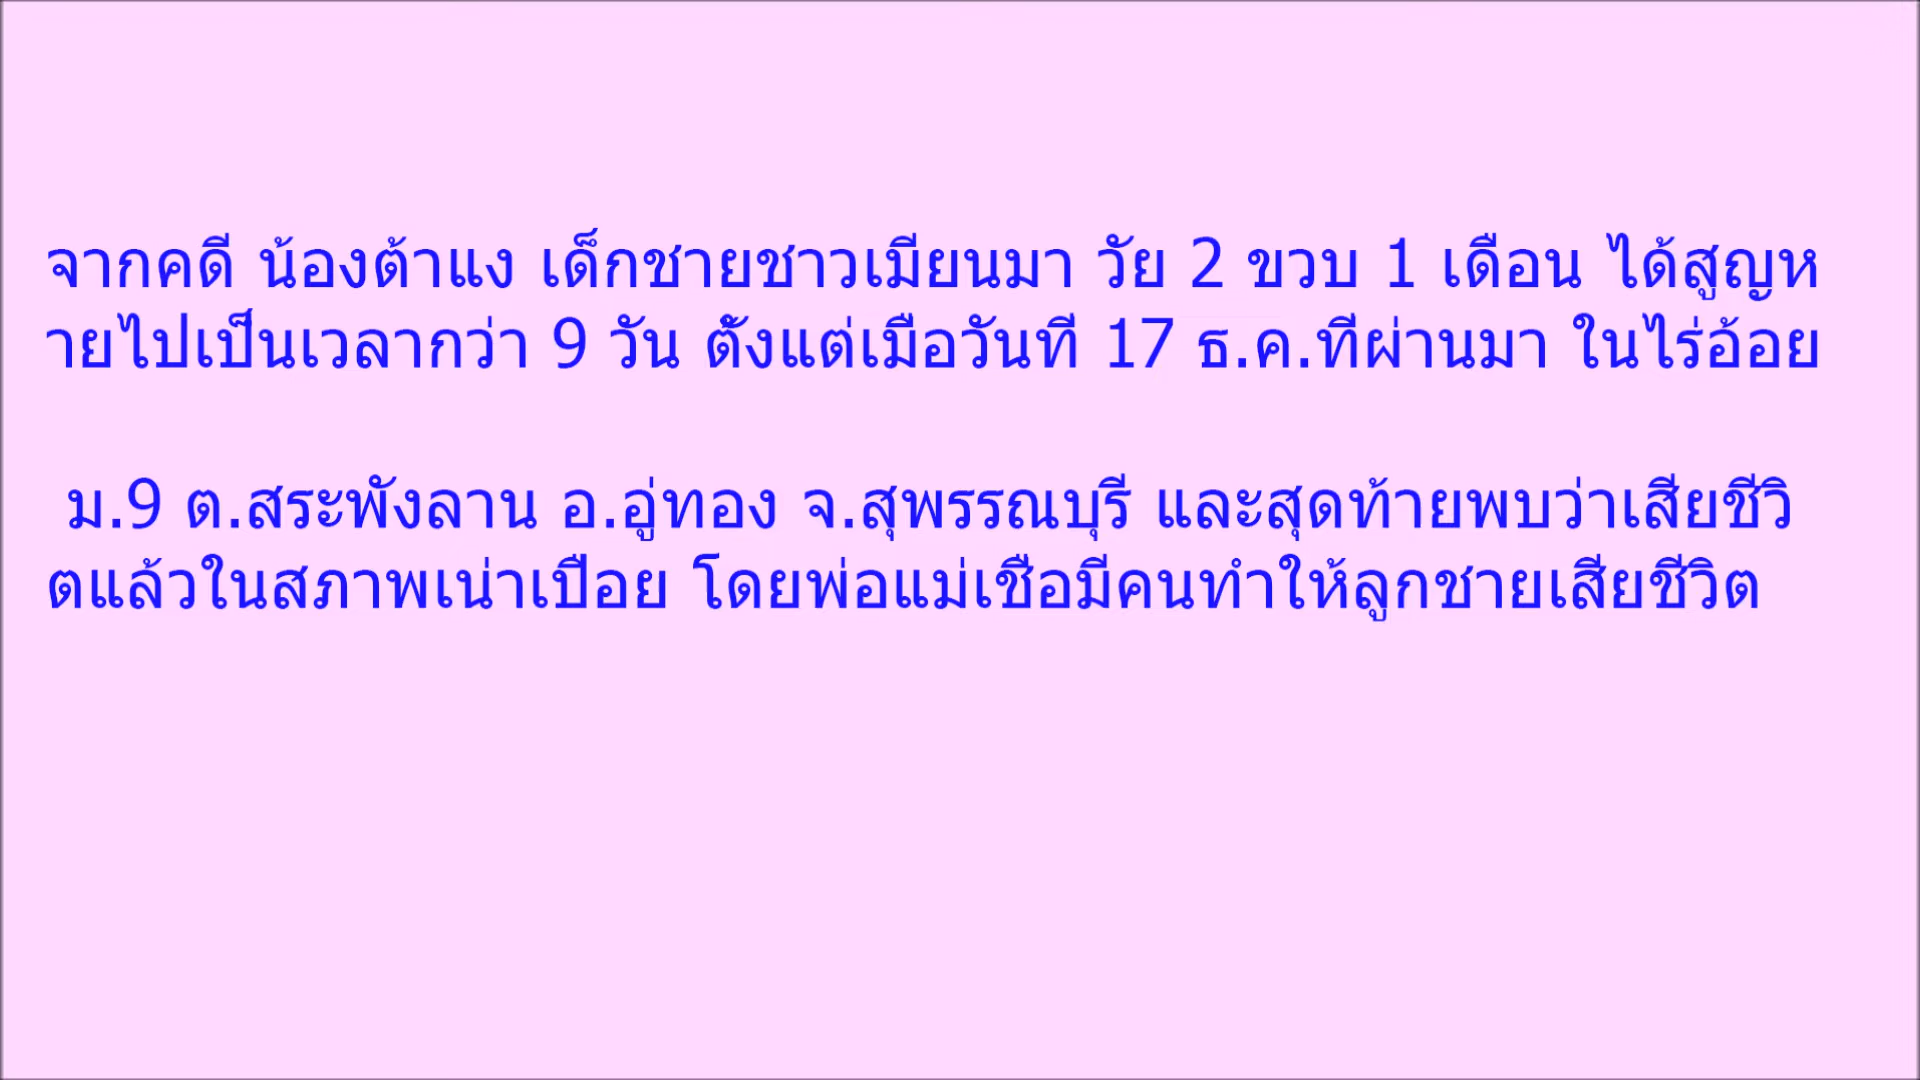 จากคดี น้องต้าแง เด็กชายชาวเมียนมา วัย 2 ขวบ 1 เดือน ได้สูญห
ายไปเป็นเวลากว่า 9 วัน ตั้งแต่เมื่อวันที่ 17 ธ.ค.ที่ผ่านมา ในไร่อ้อย
ม.9 ต.สระพังลาน อ.อู่ทอง จ.สุพรรณบุรี และสุดท้ายพบว่าเสียชีวิ
ตแล้วในสภาพเน่าเปื่อย โดยพ่อแม่เชื่อมีคนทำให้ลูกชายเสียชีวิต